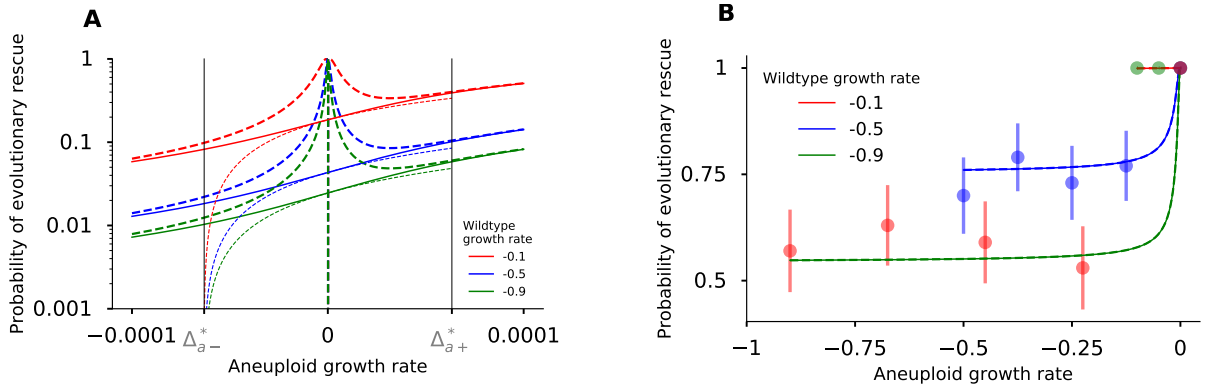 A
Probability of evolutionary rescue
1
0.1
0.01
0.001
−0.0001
Δ*a−
0
Δ*a+
0.0001
Aneuploid growth rate
Wildtype
growth rate
-0.1
-0.5
-0.9
B
Probability of evolutionary rescue
1
0.75
0.5
−1
−0.75
−0.5
−0.25
0
Aneuploid growth rate
Wildtype growth rate
-0.1
-0.5
-0.9